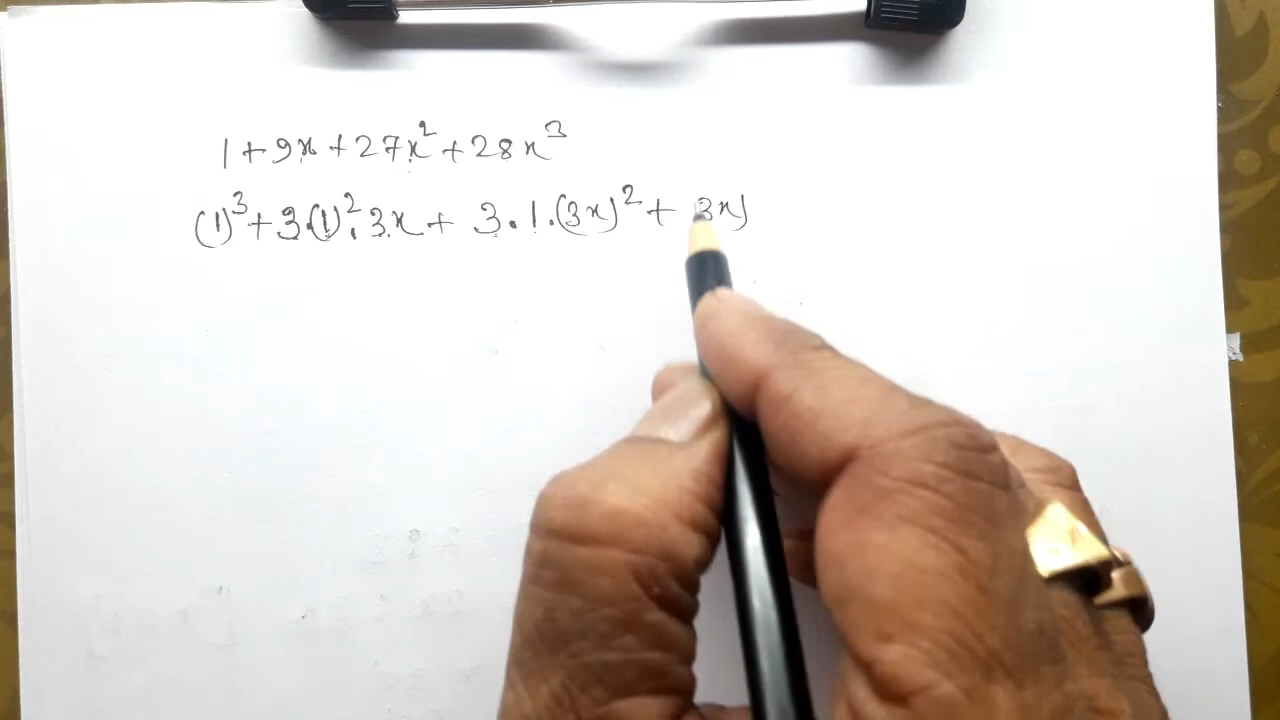 1+9x+27x²+28x³
(1)³+3.(1)².3x+ 3.1.(3x)²+ 3x)